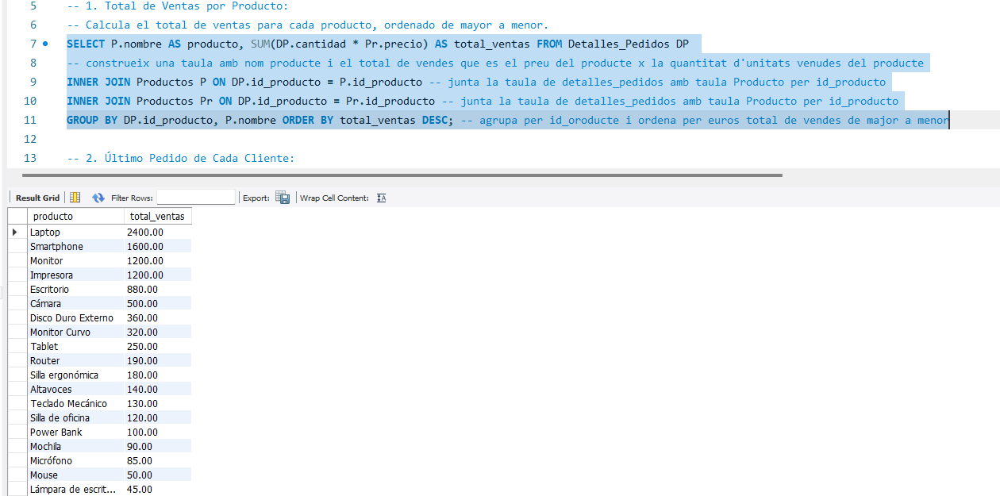 5 -- 1. Total de Ventas por Producto:
6 -- Calcula el total de ventas para cada producto, ordenado de mayor a menor.
7 SELECT P.nombre AS producto, SUM(DP.cantidad * Pr.precio) AS total_ventas FROM Detalles_Pedidos DP
8 -- construeix una taula amb nom producte i el total de vendes que es el preu del producte x la quantitat d'unitats venudes del producte
9 INNER JOIN Productos P ON DP.id_producto = P.id_producto -- junta la taula de detalles_pedidos amb taula Producto per id_producto
10 INNER JOIN Productos Pr ON DP.id_producto = Pr.id_producto -- junta la taula de detalles_pedidos amb taula Producto per id_producto
11 GROUP BY DP.id_producto, P.nombre ORDER BY total_ventas DESC; -- agrupa per id_oroducte i ordena per euros total de vendes de major a menor
12
13 -- 2. Último Pedido de Cada Cliente:
Result Grid Filter Rows: Export: Wrap Cell Content: IA
producto total_ventas
Laptop 2400.00
Smartphone 1600.00
Monitor 1200.00
Impresora 1200.00
Escritorio 880.00
Cámara 500.00
Disco Duro Externo 360.00
Monitor Curvo 320.00
Tablet 250.00
Router 190.00
Silla ergonómica 180.00
Altavoces 140.00
Teclado Mecánico 130.00
Silla de oficina 120.00
Power Bank 100.00
Mochila 90.00
Micrófono 85.00
Mouse 50.00
Lámpara de escrit... 45.00